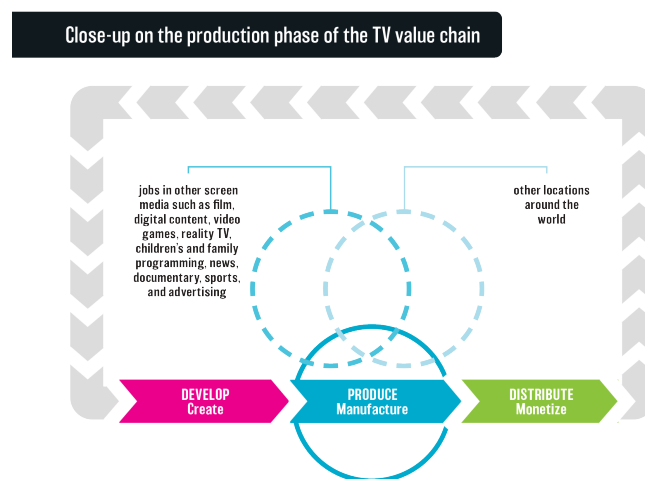 Close-up on the production phase of the TV value chain
jobs in other screen
media such as film,
digital content, video
games, reality TV,
children's and family
programming, news,
documentary, sports,
and advertising
other locations
around the
world
DEVELOP
Create
PRODUCE
Manufacture
DISTRIBUTE
Monetize